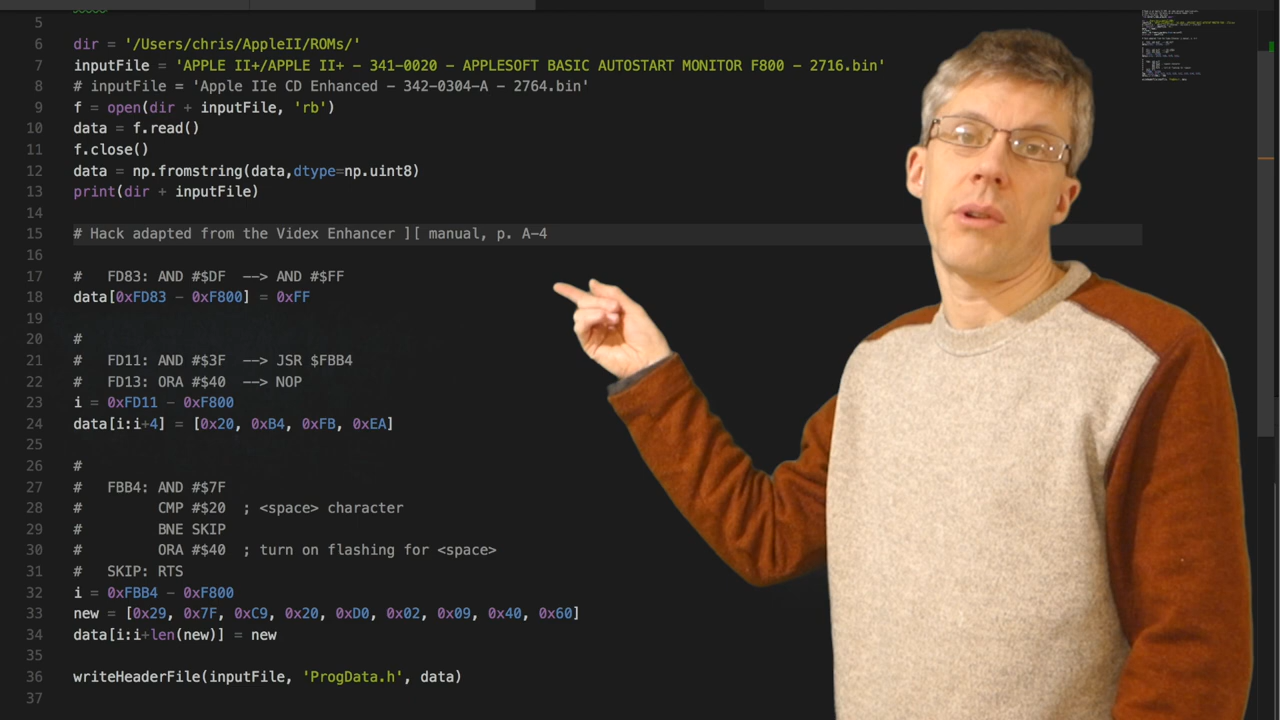 5
6 dir = '/Users/chris/AppleII/ROMs/'
7 inputFile = 'APPLE II+/APPLE II+ - 341-0020 - APPLESOFT BASIC AUTOSTART MONITOR F800 - 2716.bin'
8 # inputFile = 'Apple IIe CD Enhanced - 342-0304-A - 2764.bin'
9 f = open(dir + inputFile, 'rb')
10 data = f.read()
11 f.close()
12 data = np.fromstring(data,dtype=np.uint8)
13 print(dir + inputFile)
14
15 # Hack adapted from the Videx Enhancer ][ manual, p. A-4
16
17 #   FD83: AND #$DF  --> AND #$FF
18 data[0xFD83 - 0xF800] = 0xFF
19
20 #
21 #   FD11: AND #$3F  --> JSR $FBB4
22 #   FD13: ORA #$40  --> NOP
23 i = 0xFD11 - 0xF800
24 data[i:i+4] = [0x20, 0xB4, 0xFB, 0xEA]
25
26 #
27 #   FBB4: AND #$7F
28 #         CMP #$20  ; <space> character
29 #         BNE SKIP
30 #         ORA #$40  ; turn on flashing for <space>
31 #   SKIP: RTS
32 i = 0xFBB4 - 0xF800
33 new = [0x29, 0x7F, 0xC9, 0x20, 0xD0, 0x02, 0x09, 0x40, 0x60]
34 data[i:i+len(new)] = new
35
36 writeHeaderFile(inputFile, 'ProgData.h', data)
37